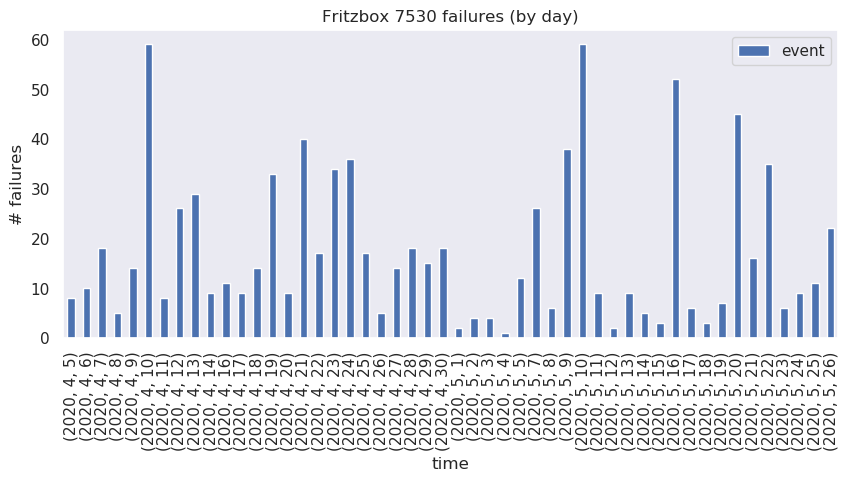 Fritzbox 7530 failures (by day)
event
# failures
60
50
40
30
20
10
0
(2020, 4, 5)
(2020, 4, 6)
(2020, 4, 7)
(2020, 4, 8)
(2020, 4, 9)
(2020, 4, 10)
(2020, 4, 11)
(2020, 4, 12)
(2020, 4, 13)
(2020, 4, 14)
(2020, 4, 16)
(2020, 4, 17)
(2020, 4, 18)
(2020, 4, 19)
(2020, 4, 20)
(2020, 4, 21)
(2020, 4, 22)
(2020, 4, 23)
(2020, 4, 24)
(2020, 4, 25)
(2020, 4, 26)
(2020, 4, 27)
(2020, 4, 28)
(2020, 4, 29)
(2020, 4, 30)
(2020, 5, 1)
(2020, 5, 2)
(2020, 5, 3)
(2020, 5, 4)
(2020, 5, 5)
(2020, 5, 7)
(2020, 5, 8)
(2020, 5, 9)
(2020, 5, 10)
(2020, 5, 11)
(2020, 5, 12)
(2020, 5, 13)
(2020, 5, 14)
(2020, 5, 15)
(2020, 5, 16)
(2020, 5, 17)
(2020, 5, 18)
(2020, 5, 19)
(2020, 5, 20)
(2020, 5, 21)
(2020, 5, 22)
(2020, 5, 23)
(2020, 5, 24)
(2020, 5, 25)
(2020, 5, 26)
time